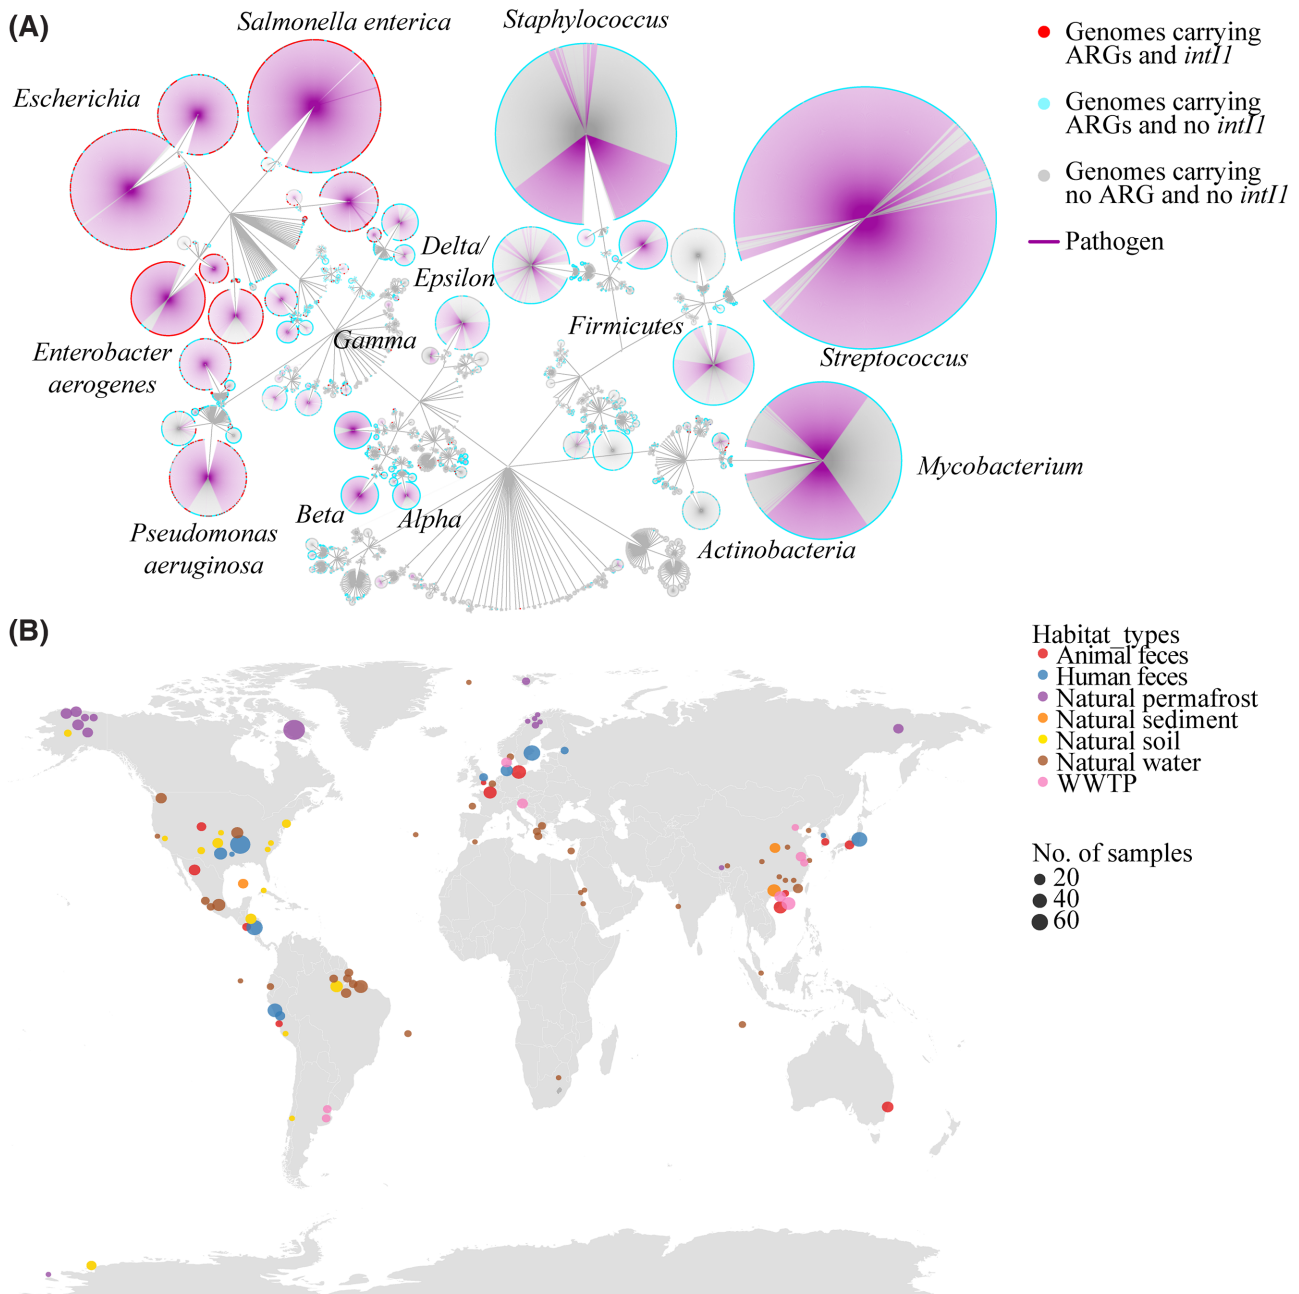 (A)
Salmonella enterica
Staphylococcus
Escherichia
Delta/
Epsilon
Gamma
Firmicutes
Streptococcus
Enterobacter
aerogenes
Mycobacterium
Beta
Alpha
Pseudomonas
aeruginosa
Actinobacteria
Genomes carrying
ARGs and intI1
Genomes carrying
ARGs and no intI1
Genomes carrying
no ARG and no intI1
Pathogen
(B)
Habitat_types
Animal feces
Human feces
Natural permafrost
Natural sediment
Natural soil
Natural water
WWTP
No. of samples
20
40
60